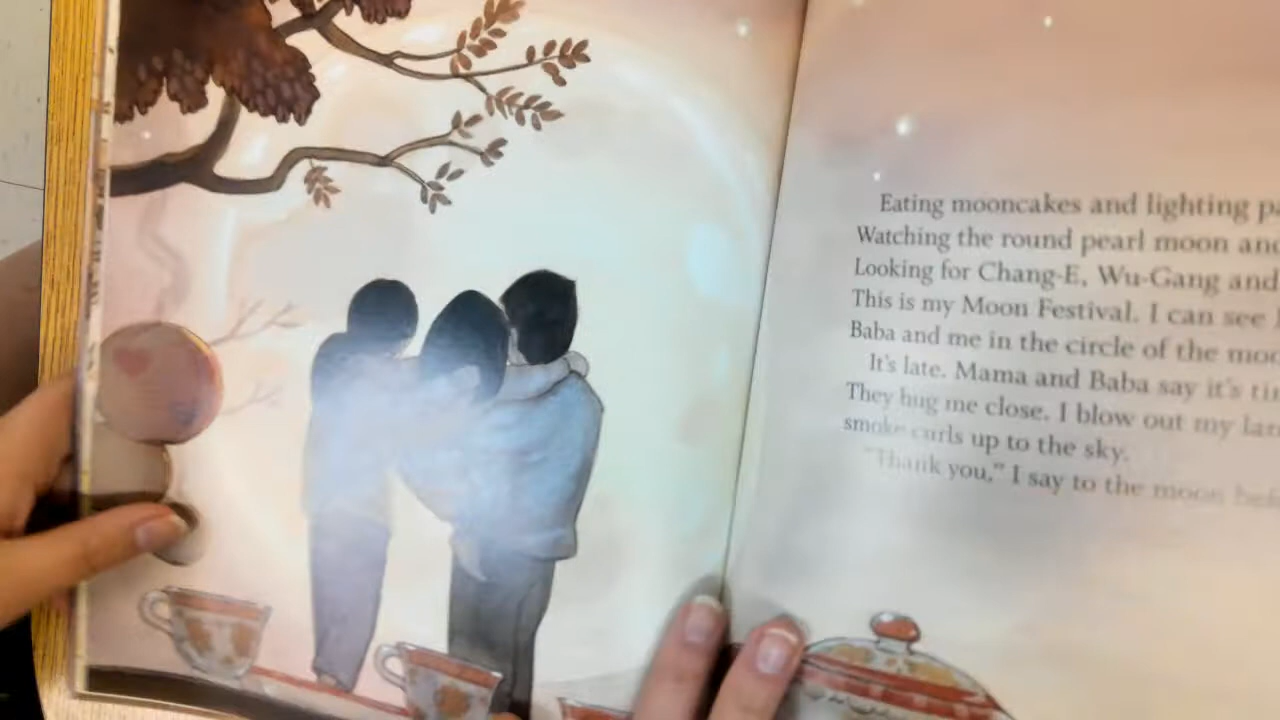 Eating mooncakes and lighting
Watching the round pearl moon and
Looking for Chang-E, Wu-Gang and
This is my Moon Festival. I can see
Baba and me in the circle of the
It's late. Mama and Baba say it's
They hug me close. I blow out my
smoke curls up to the sky.
"Thank you," I say to the moon